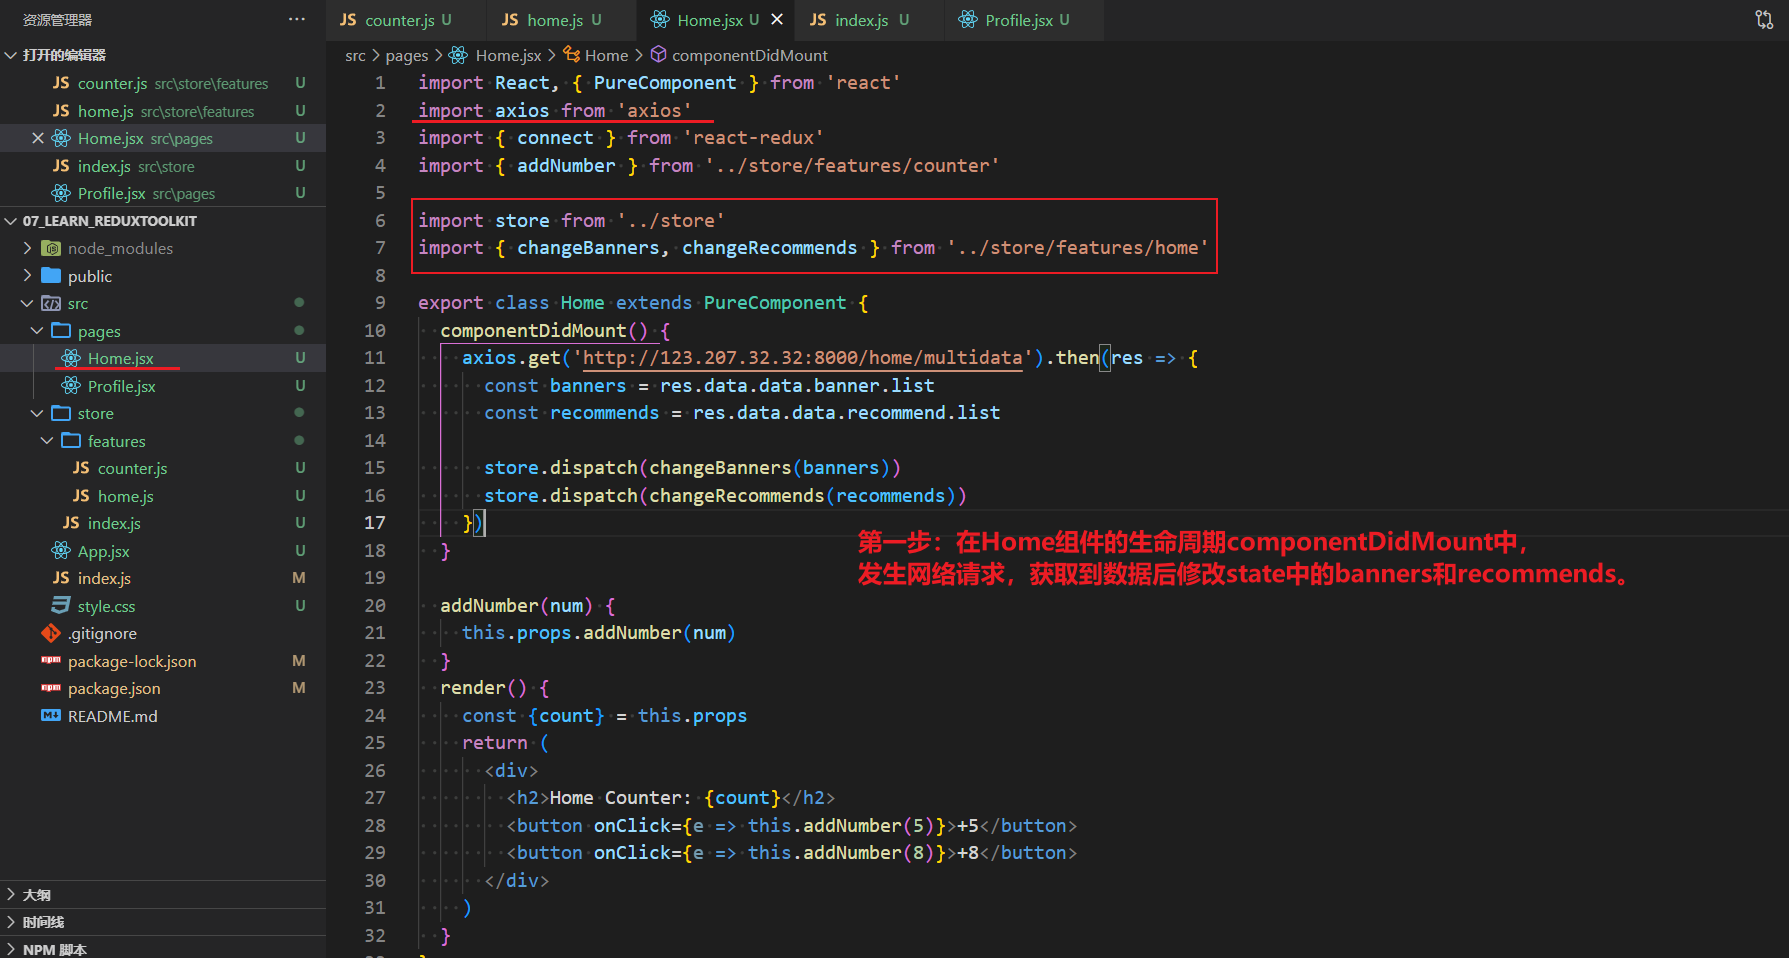 资源管理器 ···
打开的编辑器
JS counter.js src\store\features U
JS home.js src\store\features U
Home.jsx src\pages U
JS index.js src\store U
Profile.jsx src\pages U
07_LEARN_REDUXTOOLKIT
node_modules
public
src
pages
Home.jsx U
Profile.jsx U
store
features
JS counter.js U
JS home.js U
JS index.js U
App.jsx U
JS index.js M
style.css U
.gitignore
npm package-lock.json M
npm package.json M
README.md
大纲
时间线
NPM 脚本
JS counter.js U JS home.js U Home.jsx U JS index.js U Profile.jsx U
src > pages > Home.jsx > Home > componentDidMount
1 import React, { PureComponent } from 'react'
2 import axios from 'axios'
3 import { connect } from 'react-redux'
4 import { addNumber } from '../store/features/counter'
5
6 import store from '../store'
7 import { changeBanners, changeRecommends } from '../store/features/home'
8
9 export class Home extends PureComponent {
10 componentDidMount() {
11 axios.get('http://123.207.32.32:8000/home/multidata').then(res => {
12 const banners = res.data.data.banner.list
13 const recommends = res.data.data.recommend.list
14
15 store.dispatch(changeBanners(banners))
16 store.dispatch(changeRecommends(recommends))
17 })
18 }
19
20 addNumber(num) {
21 this.props.addNumber(num)
22 }
23 render() {
24 const {count} = this.props
25 return (
26 <div>
27 <h2>Home Counter: {count}</h2>
28 <button onClick={e => this.addNumber(5)}>+5</button>
29 <button onClick={e => this.addNumber(8)}>+8</button>
30 </div>
31 )
32 }
第一步：在Home组件的生命周期componentDidMount中，
发生网络请求，获取到数据后修改state中的banners和recommends。